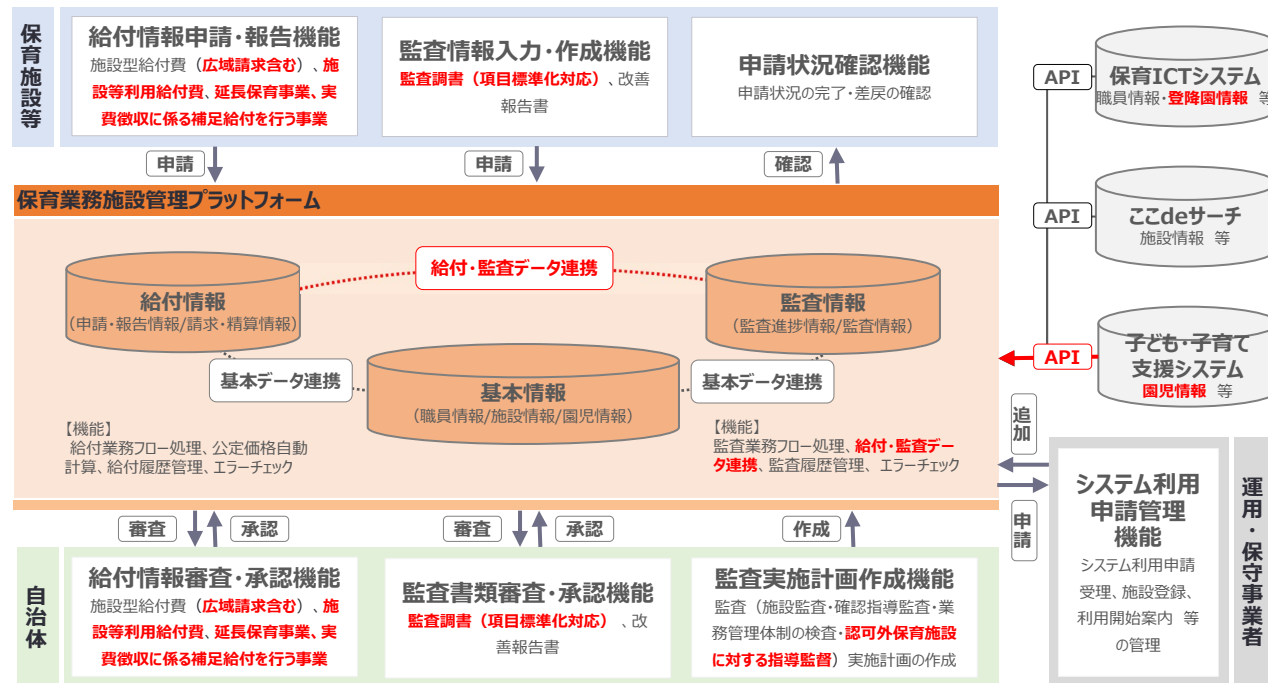 保育施設等
給付情報申請・報告機能
施設型給付費（広域請求含む）、施
設等利用給付費、延長保育事業、実
費徴収に係る補足給付を行う事業
監査情報入力・作成機能
監査調書（項目標準化対応）、改善
報告書
申請状況確認機能
申請状況の完了・差戻の確認
申請
申請
確認
API
保育ICTシステム
職員情報・登降園情報 等
API
ここdeサーチ
施設情報 等
API
子ども・子育て
支援システム
園児情報 等
保育業務施設管理プラットフォーム
給付・監査データ連携
給付情報
（申請・報告情報/請求・精算情報）
監査情報
（監査進捗情報/監査情報）
基本データ連携
基本情報
（職員情報/施設情報/園児情報）
基本データ連携
【機能】
給付業務フロー処理、公定価格自動
計算、給付履歴管理、エラーチェック
【機能】
監査業務フロー処理、給付・監査デー
タ連携、監査履歴管理、エラーチェック
追加
申請
システム利用
申請管理
機能
システム利用申請
受理、施設登録、
利用開始案内 等
の管理
運用・保守事業者
審査
承認
審査
承認
作成
自治体
給付情報審査・承認機能
施設型給付費（広域請求含む）、施
設等利用給付費、延長保育事業、実
費徴収に係る補足給付を行う事業
監査書類審査・承認機能
監査調書（項目標準化対応）、改
善報告書
監査実施計画作成機能
監査（施設監査・確認指導監査・業
務管理体制の検査・認可外保育施設
に対する指導監督）実施計画の作成